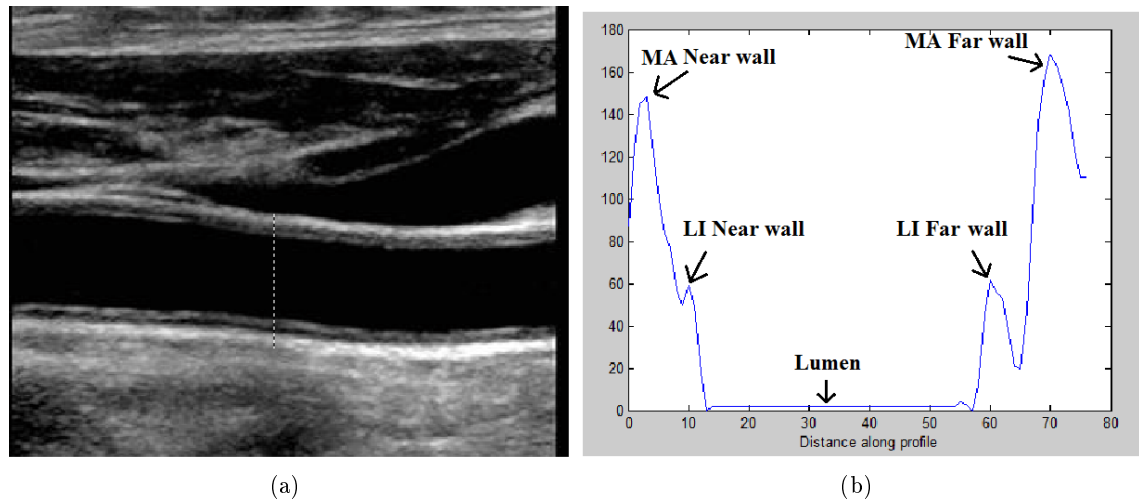 180
160
140
120
100
80
60
40
20
0
0 10 20 30 40 50 60 70 80
MA Near wall
MA Far wall
LI Near wall
LI Far wall
Lumen
Distance along profile
(a)
(b)